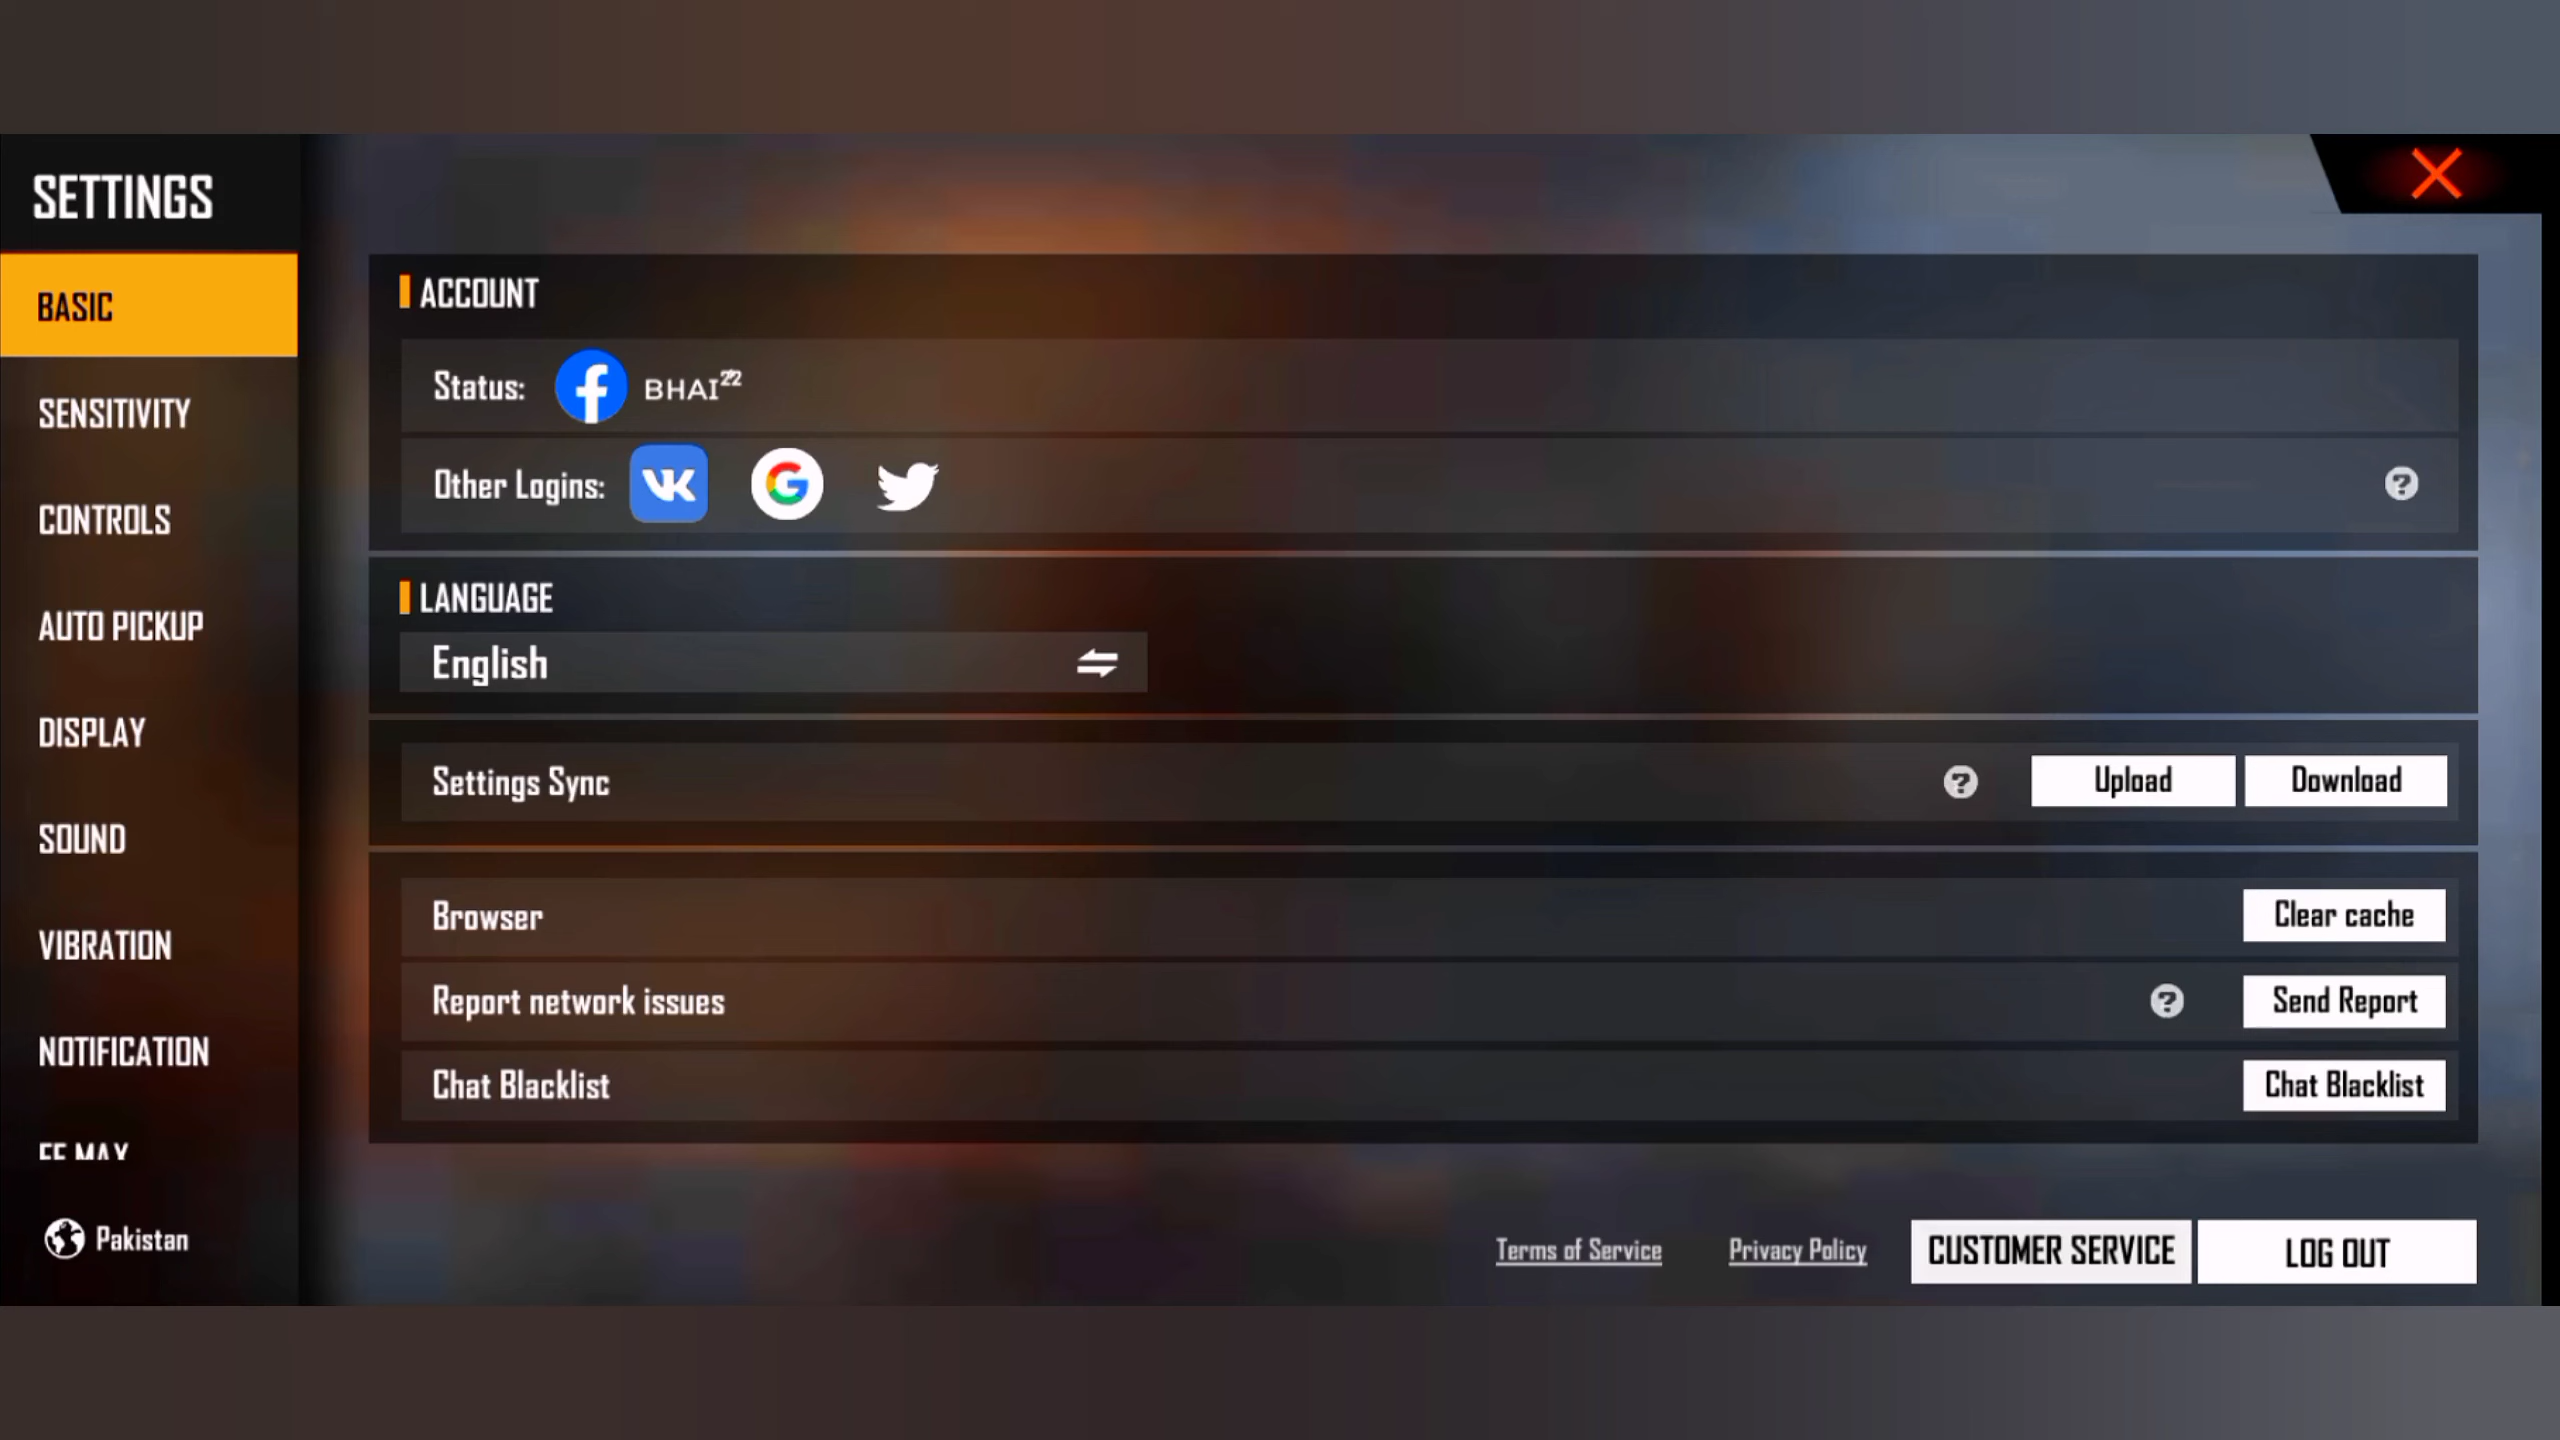 SETTINGS
BASIC
SENSITIVITY
CONTROLS
AUTO PICKUP
DISPLAY
SOUND
VIBRATION
NOTIFICATION
FF MAX
Pakistan
ACCOUNT
Status: BHAI²²
Other Logins:
LANGUAGE
English
Settings Sync
Upload
Download
Browser
Clear cache
Report network issues
Send Report
Chat Blacklist
Chat Blacklist
Terms of Service
Privacy Policy
CUSTOMER SERVICE
LOG OUT